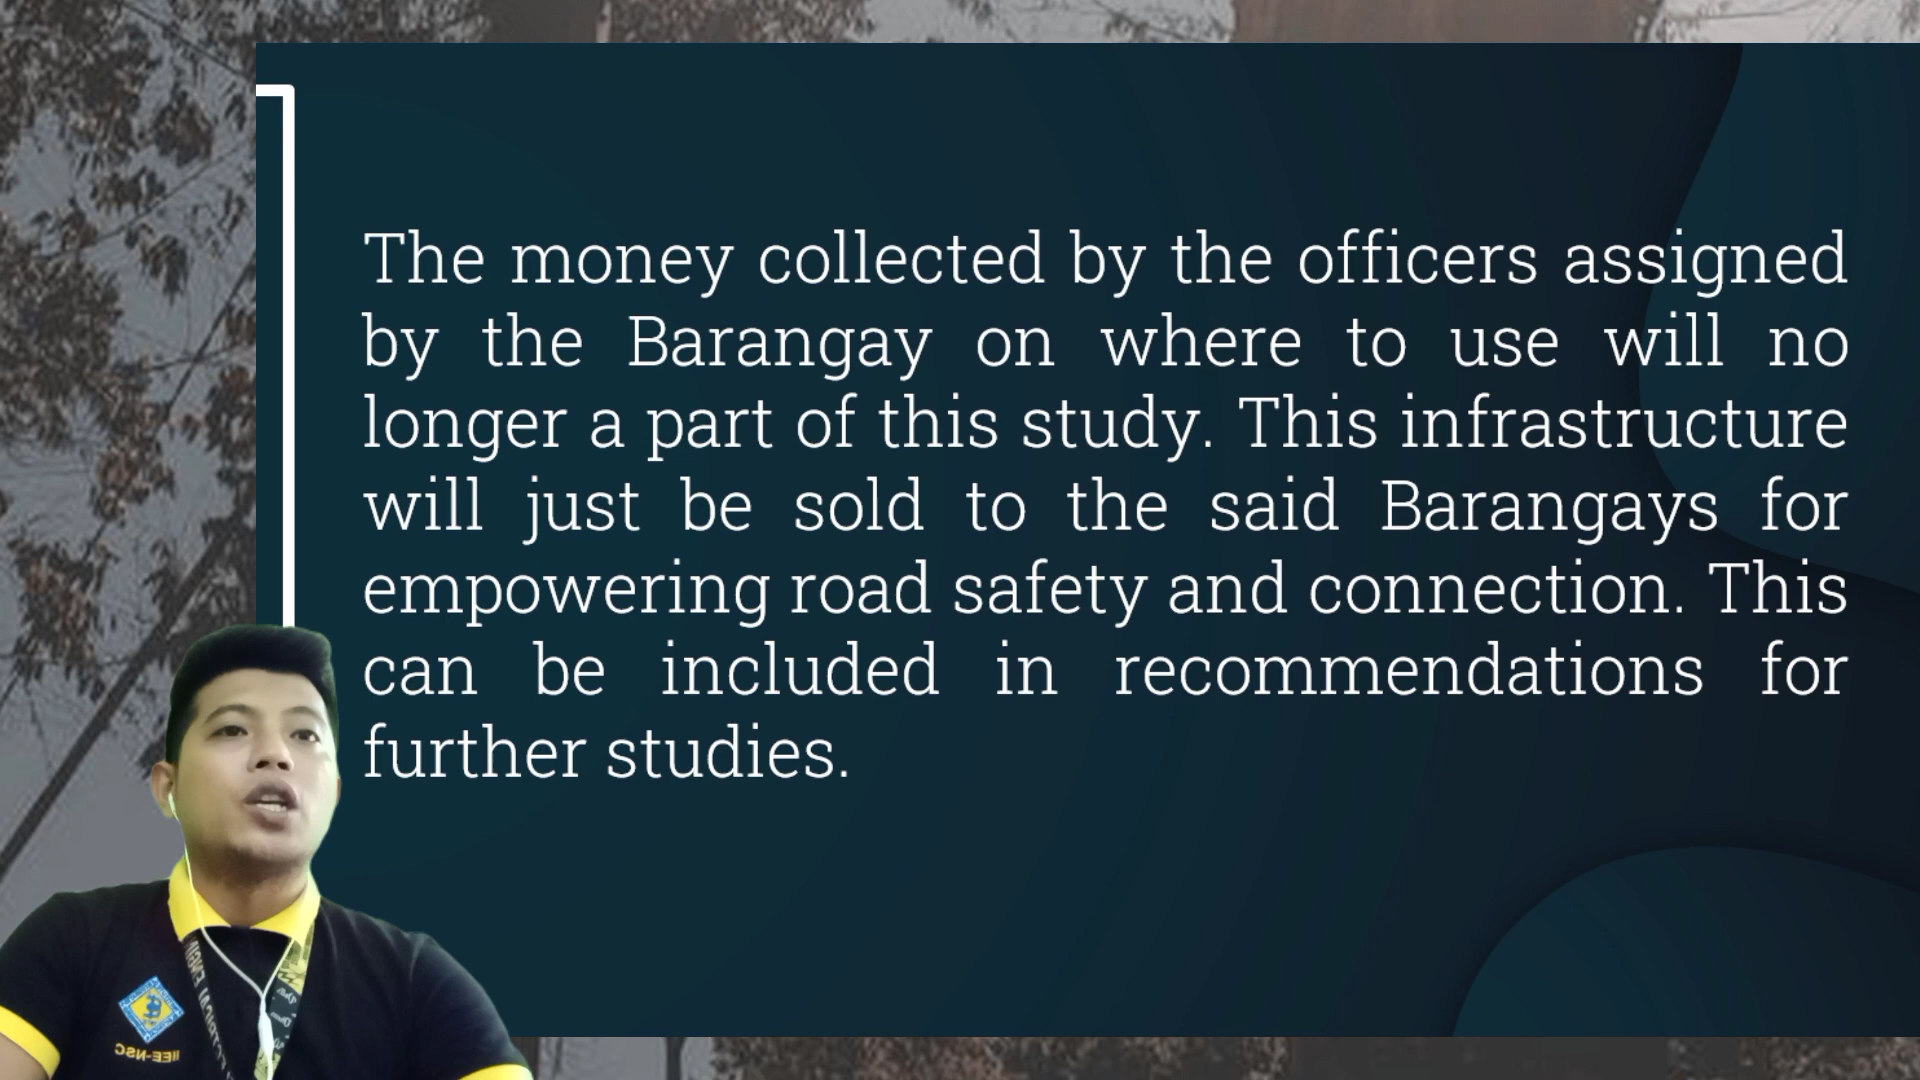 The money collected by the officers assigned
by the Barangay on where to use will no
longer a part of this study. This infrastructure
will just be sold to the said Barangays for
empowering road safety and connection. This
can be included in recommendations for
further studies.
IIEE-NSC